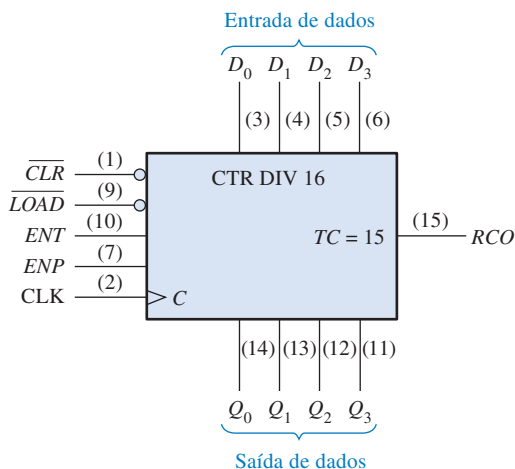 Entrada de dados
D0 D1 D2 D3
(3) (4) (5) (6)
CLR (1)
LOAD (9)
ENT (10)
ENP (7)
CLK (2)
C
CTR DIV 16
TC = 15
(15) RCO
(14) (13) (12) (11)
Q0 Q1 Q2 Q3
Saída de dados